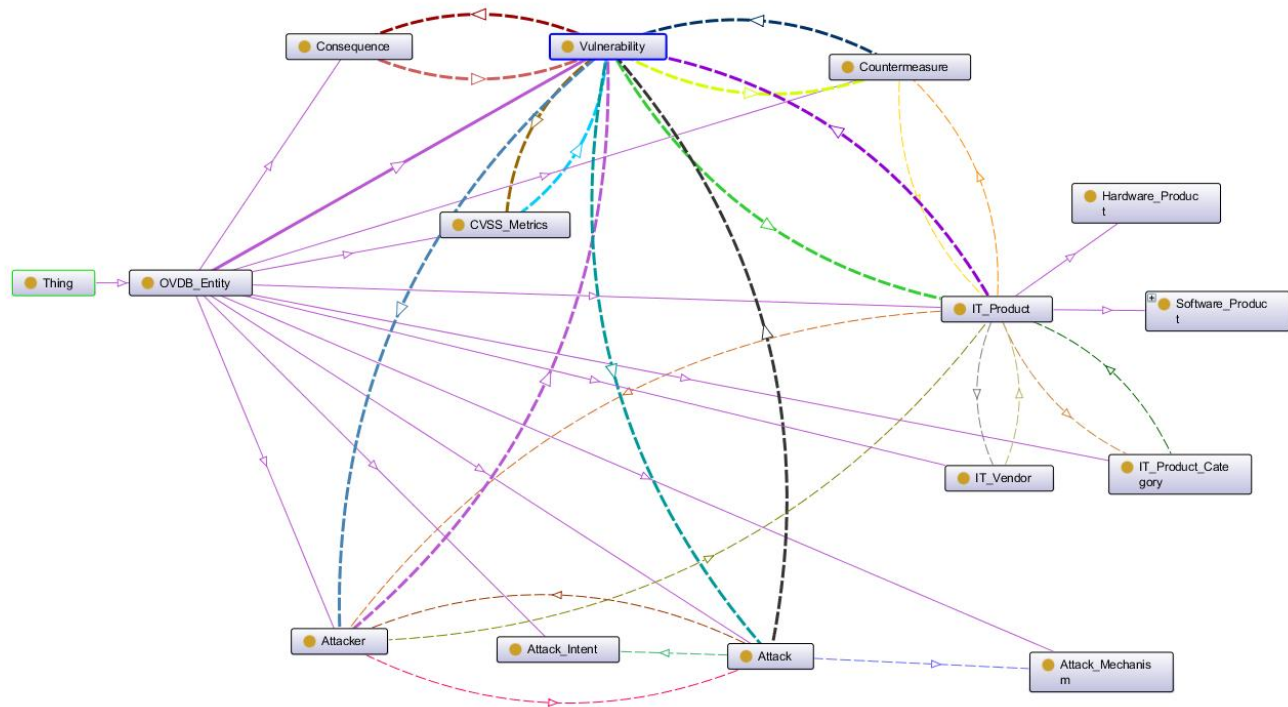 Consequence
Vulnerability
Countermeasure
Hardware_Produc
t
CVSS_Metrics
Thing
OVDB_Entity
IT_Product
Software_Produc
t
IT_Vendor
IT_Product_Cate
gory
Attacker
Attack_Intent
Attack
Attack_Mechanis
m